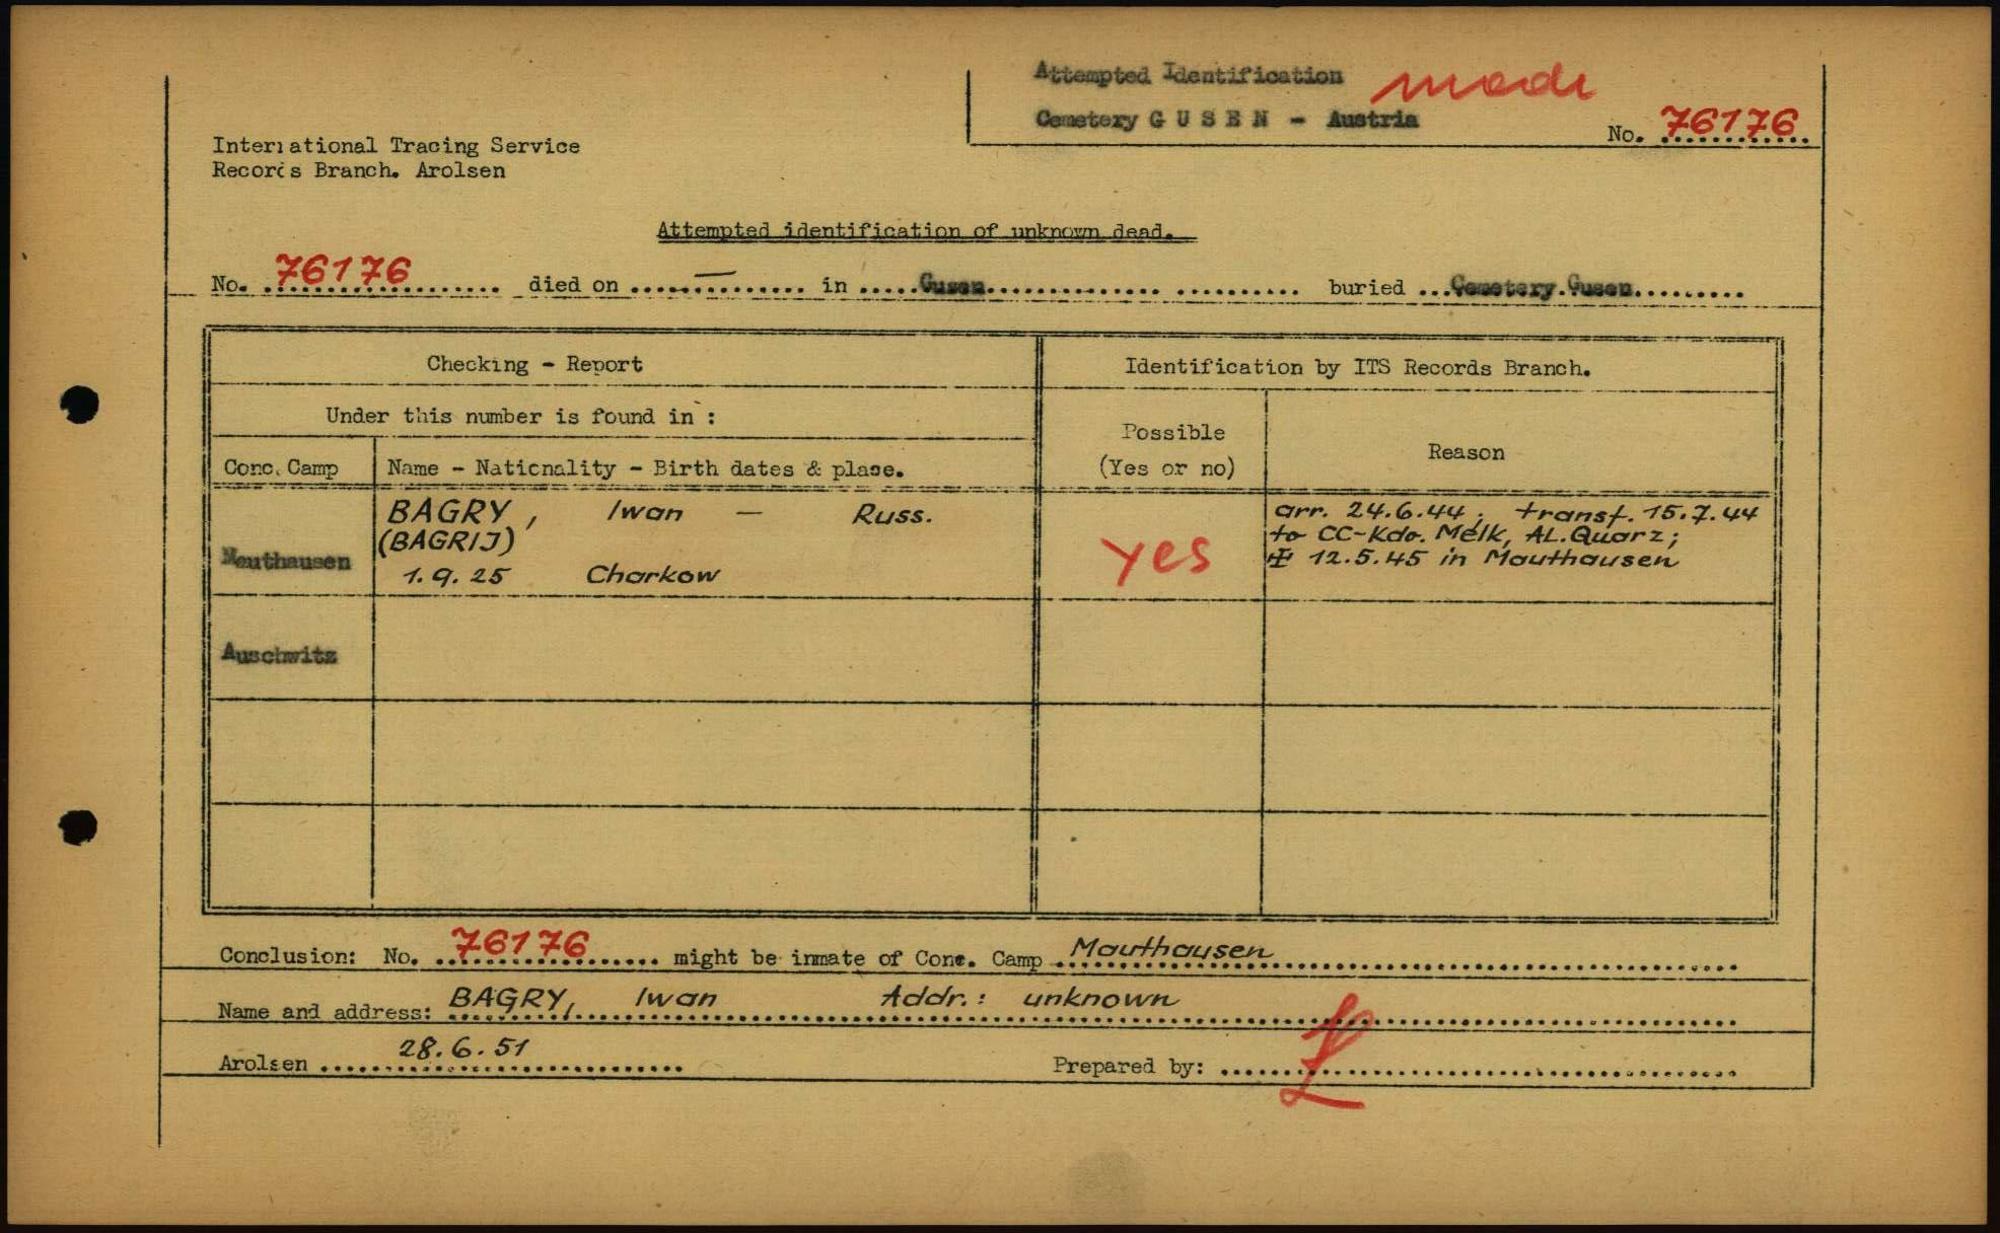 Attempted Identification
Cemetery G U S E N - Austria
No. 76176
International Tracing Service
Records Branch. Arolsen
Attempted identification of unknown dead.
No. 76176 died on — in Gusen buried Cemetery Gusen
Checking - Report
Identification by ITS Records Branch.
Under this number is found in :
Possible
(Yes or no)
Reason
Conc. Camp
Name - Nationality - Birth dates & place.
Mauthausen
BAGRY, Iwan — Russ.
(BAGRIJ)
1.9.25 Charkow
yes
arr. 24.6.44; transf. 15.7.44
to CC-Kdo. Melk, AL.Quarz;
✠ 12.5.45 in Mauthausen
Auschwitz
Conclusion: No. 76176 might be inmate of Conc. Camp Mauthausen
Name and address: BAGRY, Iwan Addr.: unknown
Arolsen 28.6.51 Prepared by: